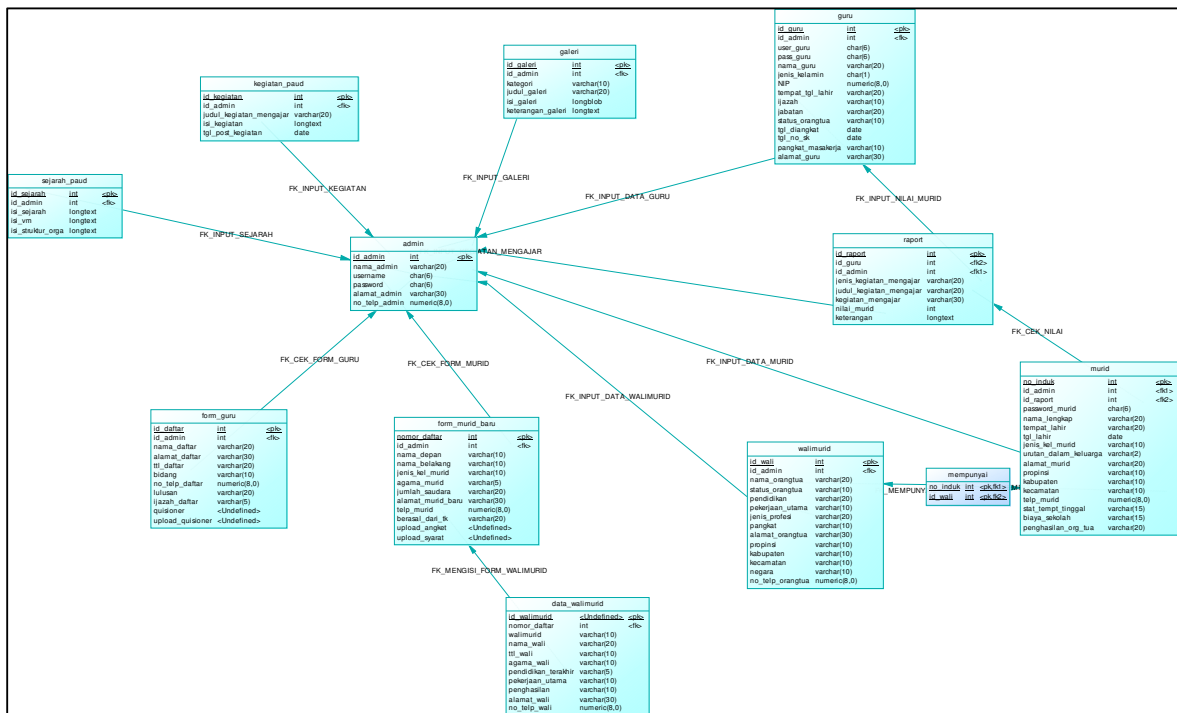 guru
id_guru int <pk>
id_admin int <fk>
user_guru char(6)
pass_guru char(6)
nama_guru varchar(20)
jenis_kelamin char(1)
NIP numeric(8,0)
tempat_tgl_lahir varchar(20)
ijazah varchar(10)
jabatan varchar(20)
status_orangtua varchar(10)
tgl_diangkat date
tgl_no_sk date
pangkat_masakerja varchar(10)
alamat_guru varchar(30)
galeri
id_galeri int <pk>
id_admin int <fk>
kategori varchar(10)
judul_galeri varchar(20)
isi_galeri longblob
keterangan_galeri longtext
kegiatan_paud
id_kegiatan int <pk>
id_admin int <fk>
judul_kegiatan_mengajar varchar(20)
isi_kegiatan longtext
tgl_post_kegiatan date
sejarah_paud
id_sejarah int <pk>
id_admin int <fk>
isi_sejarah longtext
isi_vm longtext
isi_struktur_orga longtext
FK_INPUT_KEGIATAN
FK_INPUT_GALERI
FK_INPUT_DATA_GURU
FK_INPUT_NILAI_MURID
FK_INPUT_SEJARAH
admin
id_admin int <pk>
nama_admin varchar(20)
username char(6)
password char(6)
alamat_admin varchar(30)
no_telp_admin numeric(8,0)
ATAN_MENGAJAR
raport
id_raport int <pk>
id_guru int <fk2>
id_admin int <fk1>
jenis_kegiatan_mengajar varchar(20)
judul_kegiatan_mengajar varchar(20)
kegiatan_mengajar varchar(30)
nilai_murid int
keterangan longtext
FK_CEK_NILAI
FK_CEK_FORM_GURU
FK_CEK_FORM_MURID
FK_INPUT_DATA_MURID
FK_INPUT_DATA_WALIMURID
murid
no_induk int <pk>
id_admin int <fk1>
id_raport int <fk2>
password_murid char(6)
nama_lengkap varchar(20)
tempat_lahir varchar(20)
tgl_lahir date
jenis_kel_murid varchar(10)
urutan_dalam_keluarga varchar(2)
alamat_murid varchar(20)
propinsi varchar(10)
kabupaten varchar(10)
kecamatan varchar(10)
telp_murid numeric(8,0)
stat_tempt_tinggal varchar(15)
biaya_sekolah varchar(15)
penghasilan_org_tua varchar(20)
form_guru
id_daftar int <pk>
id_admin int <fk>
nama_daftar varchar(20)
alamat_daftar varchar(30)
ttl_daftar varchar(20)
bidang varchar(10)
no_telp_daftar numeric(8,0)
lulusan varchar(20)
ijazah_daftar varchar(5)
quisioner <Undefined>
upload_quisioner <Undefined>
form_murid_baru
nomor_daftar int <pk>
id_admin int <fk>
nama_depan varchar(10)
nama_belakang varchar(10)
jenis_kel_murid varchar(10)
agama_murid varchar(5)
jumlah_saudara varchar(20)
alamat_murid_baru varchar(30)
telp_murid numeric(8,0)
berasal_dari_tk varchar(20)
upload_angket <Undefined>
upload_syarat <Undefined>
walimurid
id_wali int <pk>
id_admin int <fk>
nama_orangtua varchar(20)
status_orangtua varchar(10)
pendidikan varchar(20)
pekerjaan_utama varchar(10)
jenis_profesi varchar(20)
pangkat varchar(10)
alamat_orangtua varchar(30)
propinsi varchar(10)
kabupaten varchar(10)
kecamatan varchar(10)
negara varchar(10)
no_telp_orangtua numeric(8,0)
_MEMPUNY
mempunyai
no_induk int <pk,fk1>
id_wali int <pk,fk2>
FK_MENGISI_FORM_WALIMURID
data_walimurid
id_walimurid <Undefined> <pk>
nomor_daftar int <fk>
walimurid varchar(10)
nama_wali varchar(20)
ttl_wali varchar(10)
agama_wali varchar(10)
pendidikan_terakhir varchar(5)
pekerjaan_utama varchar(10)
penghasilan varchar(10)
alamat_wali varchar(30)
no_telp_wali numeric(8,0)